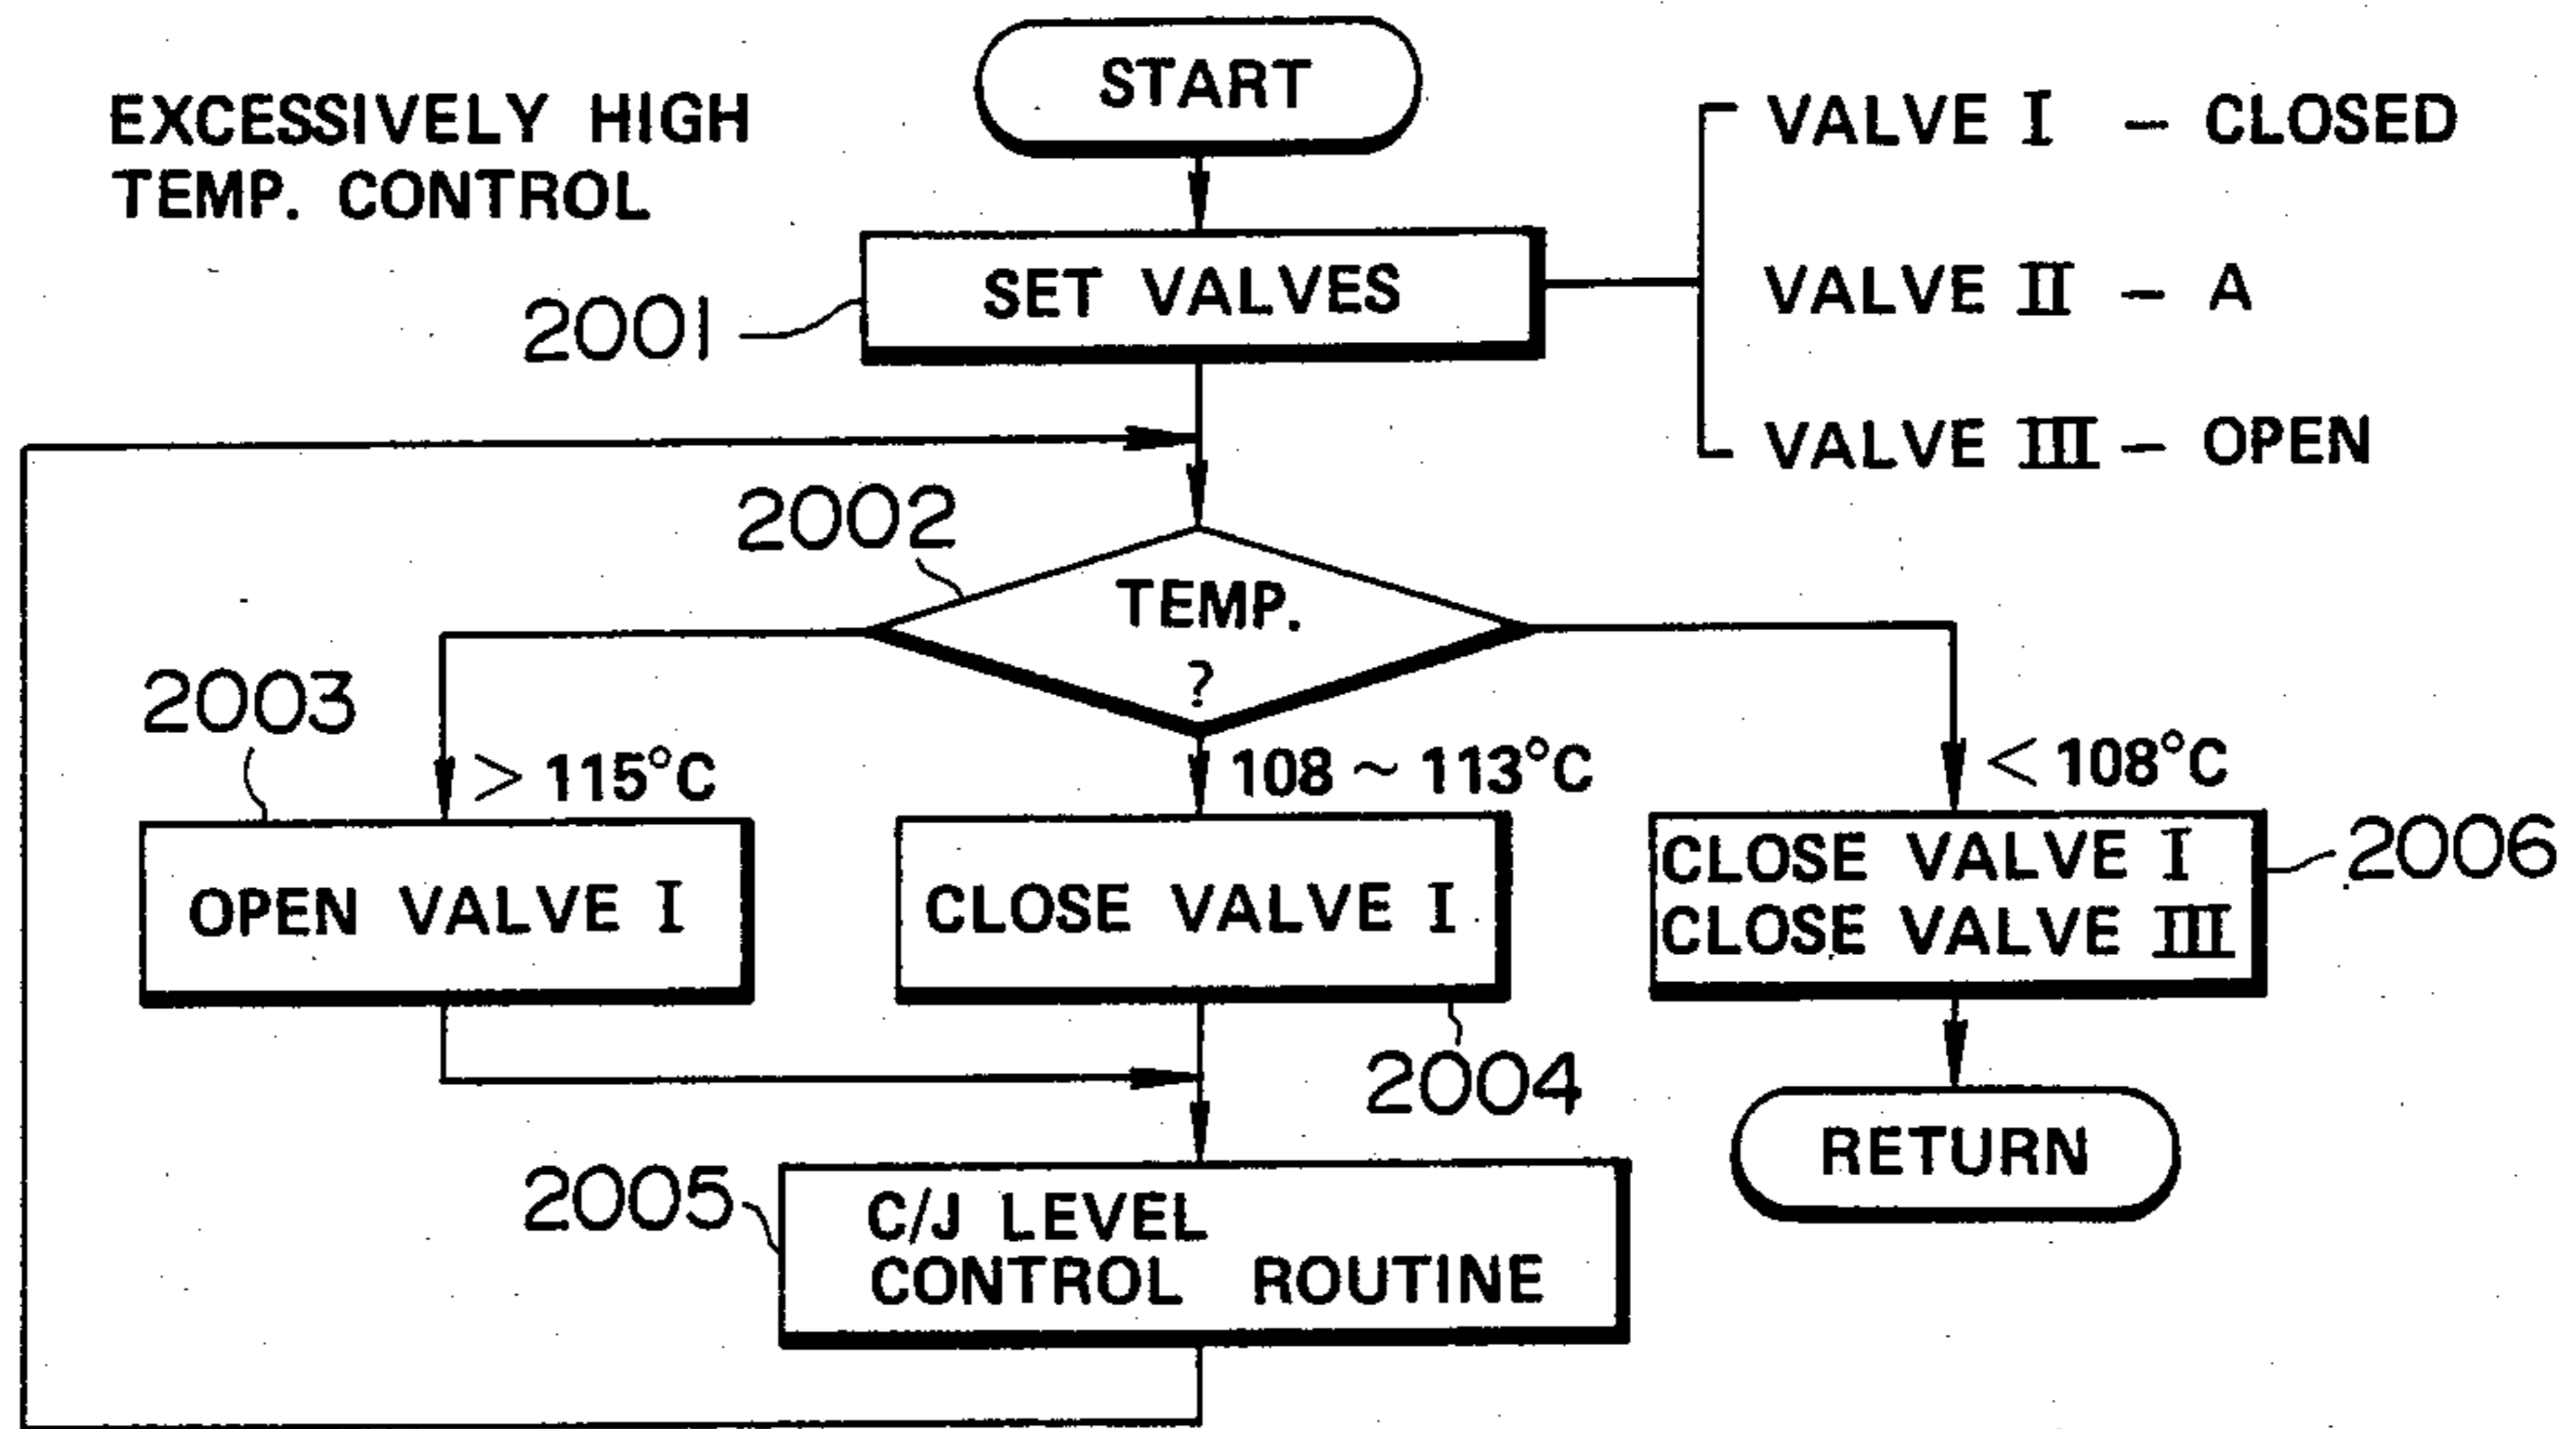 START
EXCESSIVELY HIGH
TEMP. CONTROL
VALVE I – CLOSED
SET VALVES
VALVE II – A
2001
VALVE III – OPEN
2002
TEMP.
?
2003
> 115°C
108 ~ 113°C
< 108°C
OPEN VALVE I
CLOSE VALVE I
CLOSE VALVE I
CLOSE VALVE III
2006
2004
RETURN
2005
C/J LEVEL
CONTROL ROUTINE